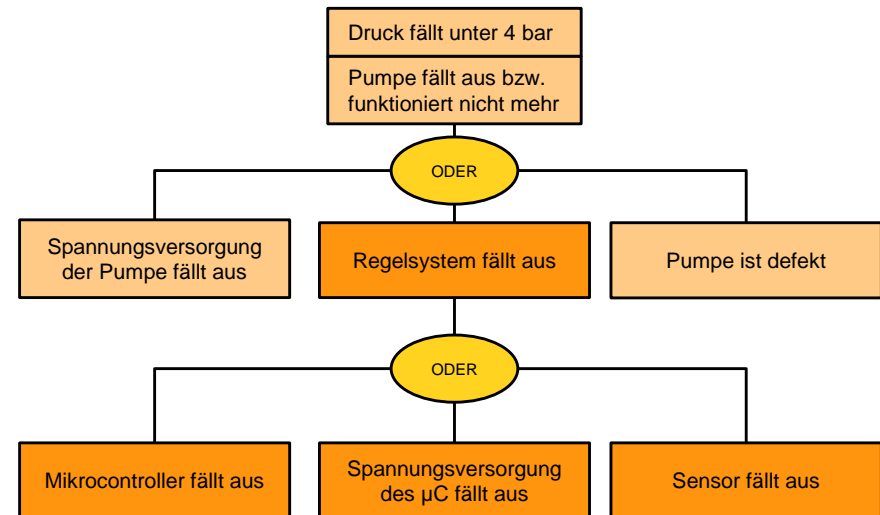 Druck fällt unter 4 bar
Pumpe fällt aus bzw.
funktioniert nicht mehr
ODER
Spannungsversorgung
der Pumpe fällt aus
Regelsystem fällt aus
Pumpe ist defekt
ODER
Mikrocontroller fällt aus
Spannungsversorgung
des µC fällt aus
Sensor fällt aus